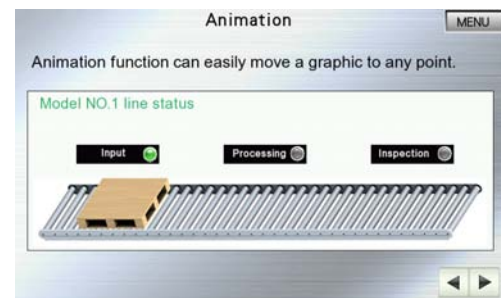 Animation
MENU
Animation function can easily move a graphic to any point.
Model NO.1 line status
Input
Processing
Inspection